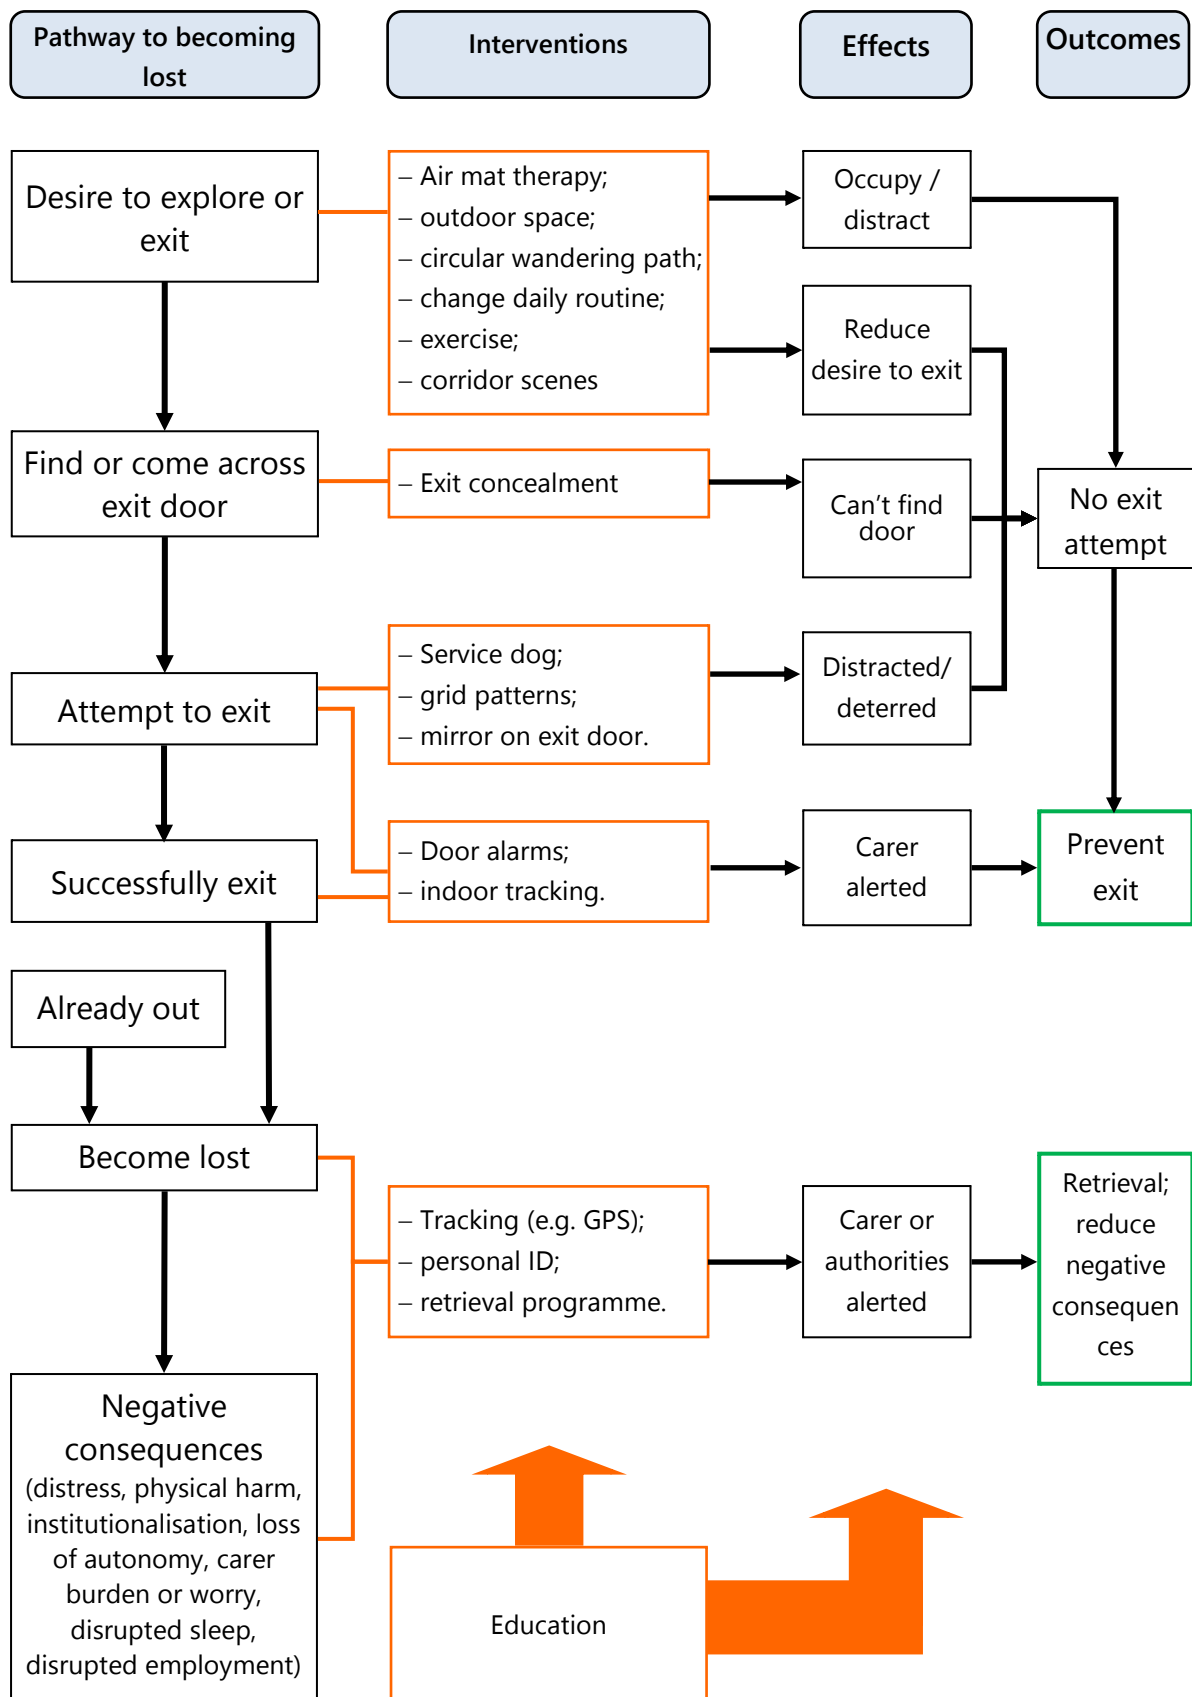 Pathway to becoming
lost
Interventions
Effects
Outcomes
Desire to explore or
exit
– Air mat therapy;
– outdoor space;
– circular wandering path;
– change daily routine;
– exercise;
– corridor scenes
Occupy /
distract
Reduce
desire to exit
Find or come across
exit door
– Exit concealment
Can’t find
door
No exit
attempt
Attempt to exit
– Service dog;
– grid patterns;
– mirror on exit door.
Distracted/
deterred
Successfully exit
– Door alarms;
– indoor tracking.
Carer
alerted
Prevent
exit
Already out
Become lost
– Tracking (e.g. GPS);
– personal ID;
– retrieval programme.
Carer or
authorities
alerted
Retrieval;
reduce
negative
consequen
ces
Negative
consequences
(distress, physical harm,
institutionalisation, loss
of autonomy, carer
burden or worry,
disrupted sleep,
disrupted employment)
Education